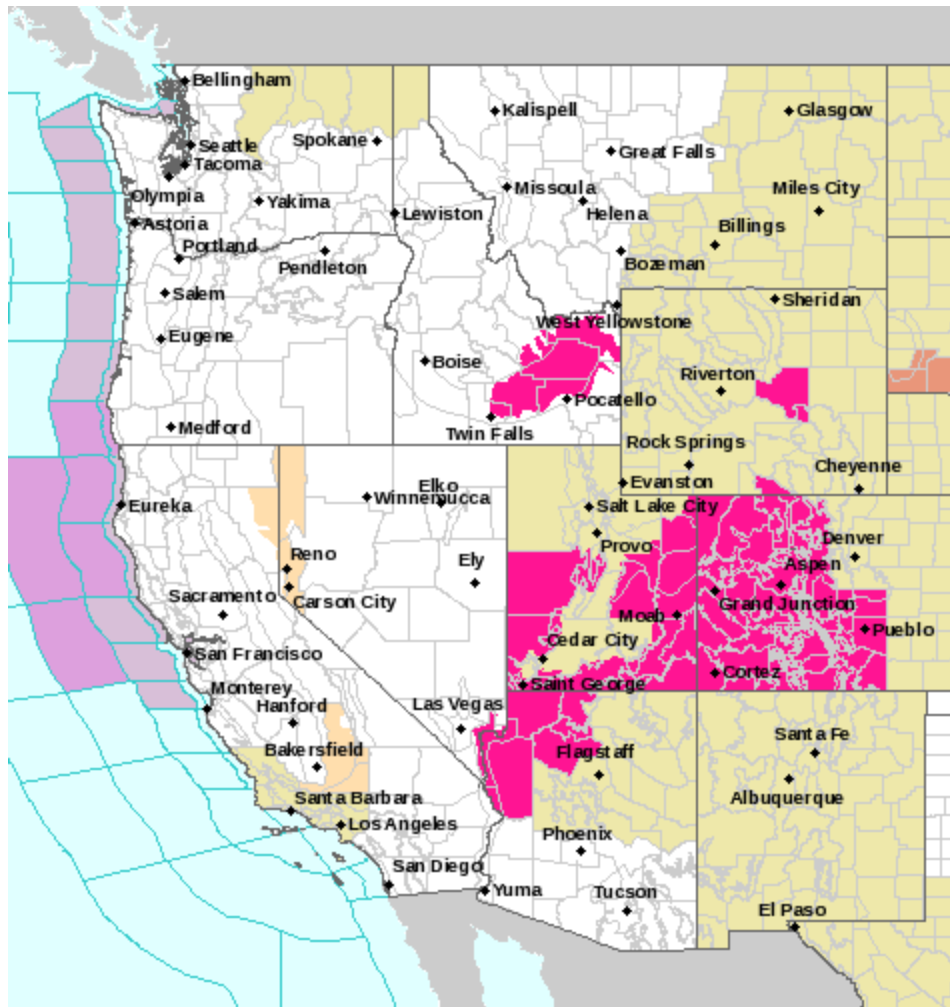 Bellingham
Kalispell
Glasgow
Seattle
Spokane
Great Falls
Tacoma
Missoula
Miles City
Olympia
Yakima
Lewiston
Helena
Astoria
Billings
Portland
Pendleton
Bozeman
Salem
Sheridan
West Yellowstone
Eugene
Boise
Riverton
Pocatello
Medford
Twin Falls
Rock Springs
Cheyenne
Elko
Evanston
Eureka
Winnemucca
Salt Lake City
Provo
Denver
Reno
Ely
Aspen
Sacramento
Carson City
Grand Junction
Moab
Pueblo
Cedar City
San Francisco
Cortez
Saint George
Monterey
Las Vegas
Hanford
Santa Fe
Bakersfield
Flagstaff
Albuquerque
Santa Barbara
Los Angeles
Phoenix
San Diego
Yuma
Tucson
El Paso